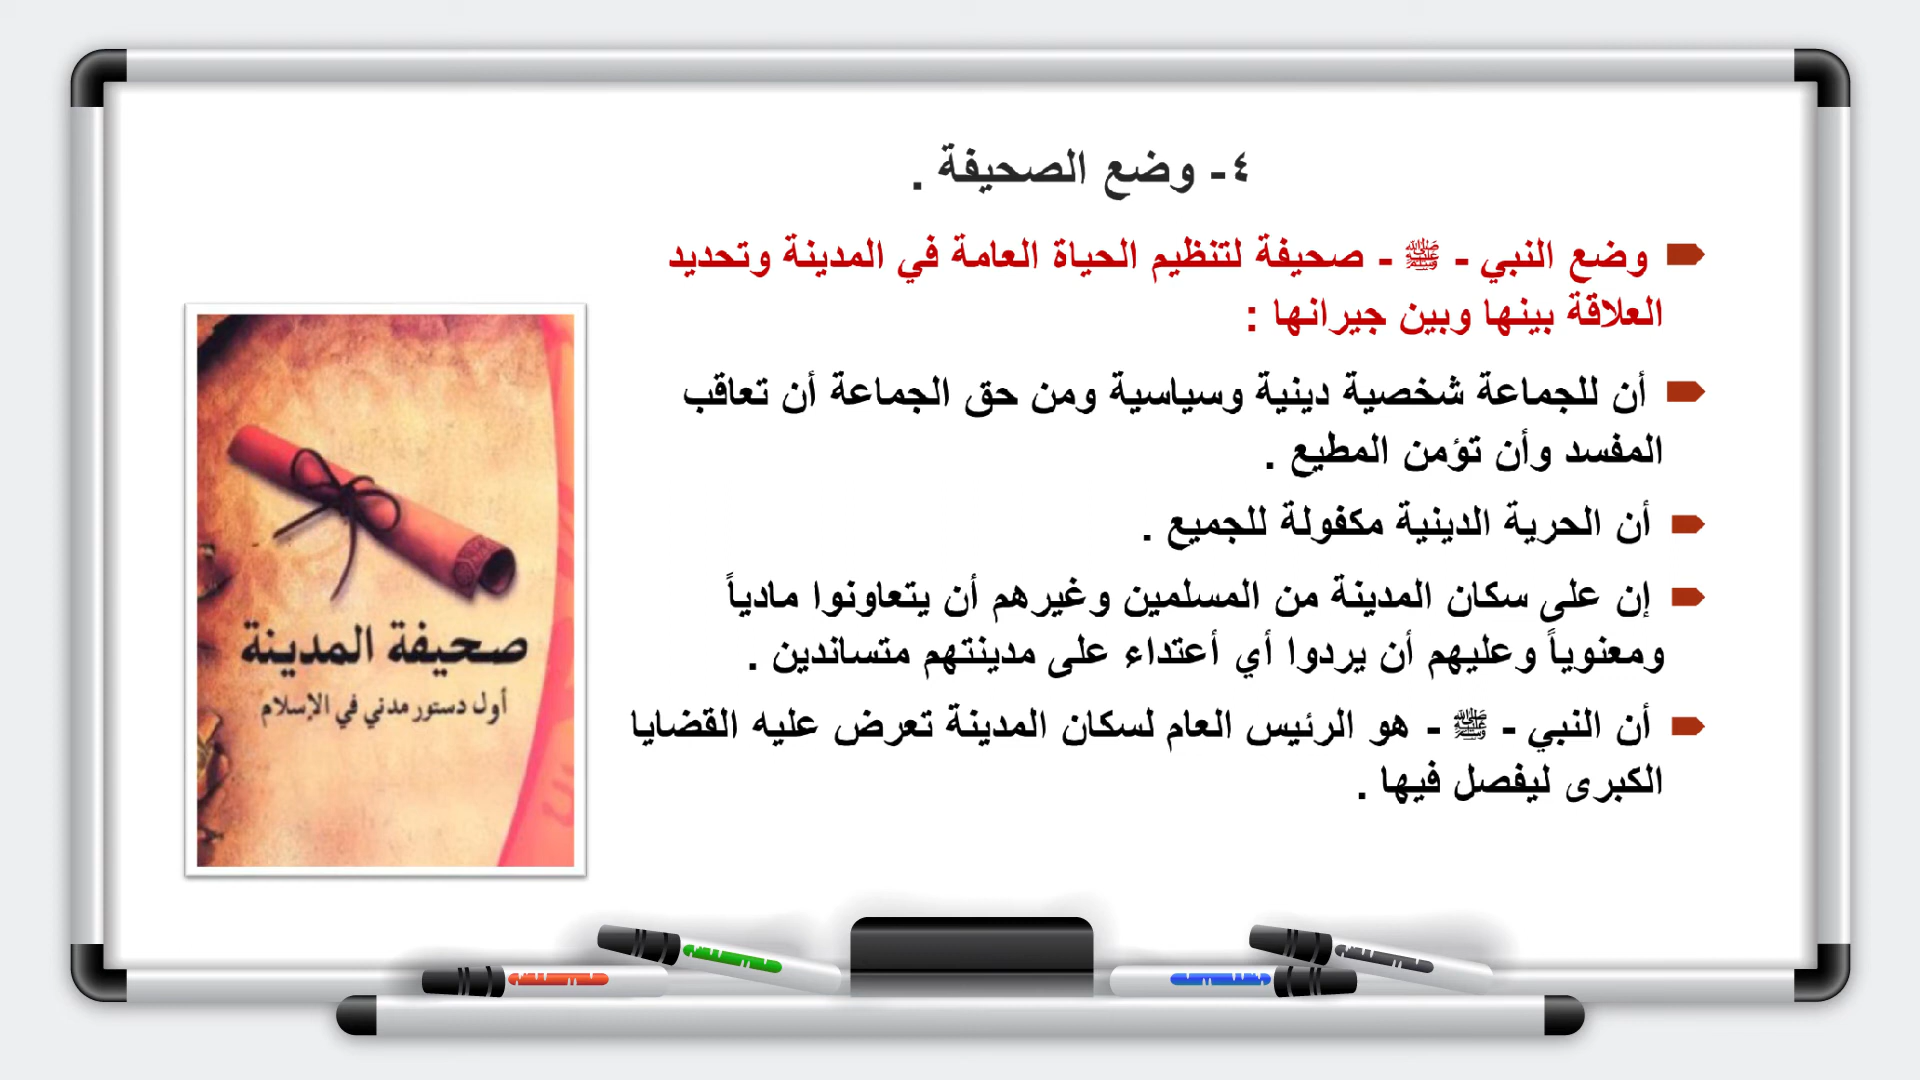 ٤- وضع الصحيفة .
وضع النبي - ﷺ - صحيفة لتنظيم الحياة العامة في المدينة وتحديد
العلاقة بينها وبين جيرانها :
أن للجماعة شخصية دينية وسياسية ومن حق الجماعة أن تعاقب
المفسد وأن تؤمن المطيع .
أن الحرية الدينية مكفولة للجميع .
إن على سكان المدينة من المسلمين وغيرهم أن يتعاونوا مادياً
ومعنوياً وعليهم أن يردوا أي أعتداء على مدينتهم متساندين .
أن النبي - ﷺ - هو الرئيس العام لسكان المدينة تعرض عليه القضايا
الكبرى ليفصل فيها .
صحيفة المدينة
أول دستور مدني في الإسلام